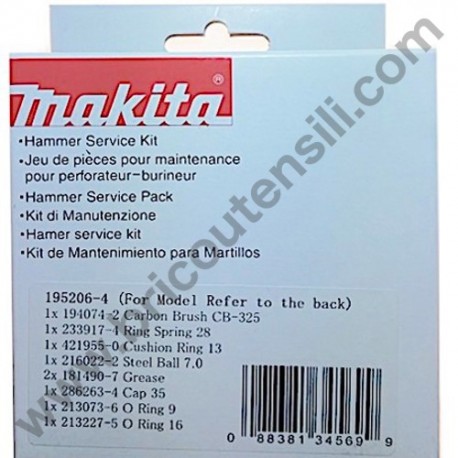 makita®
•Hammer Service Kit
•Jeu de pièces pour maintenance
pour perforateur-burineur
•Hammer Service Pack
•Kit di Manutenzione
•Hamer service kit
•Kit de Mantenimiento para Martillos
195206-4 (For Model Refer to the back)
1x 194074-2 Carbon Brush CB-325
1x 233917-4 Ring Spring 28
1x 421955-0 Cushion Ring 13
1x 216022-2 Steel Ball 7.0
2x 181490-7 Grease
1x 286263-4 Cap 35
1x 213073-6 O Ring 9
1x 213227-5 O Ring 16
0 88381 34569 9
www.bricoutensili.com